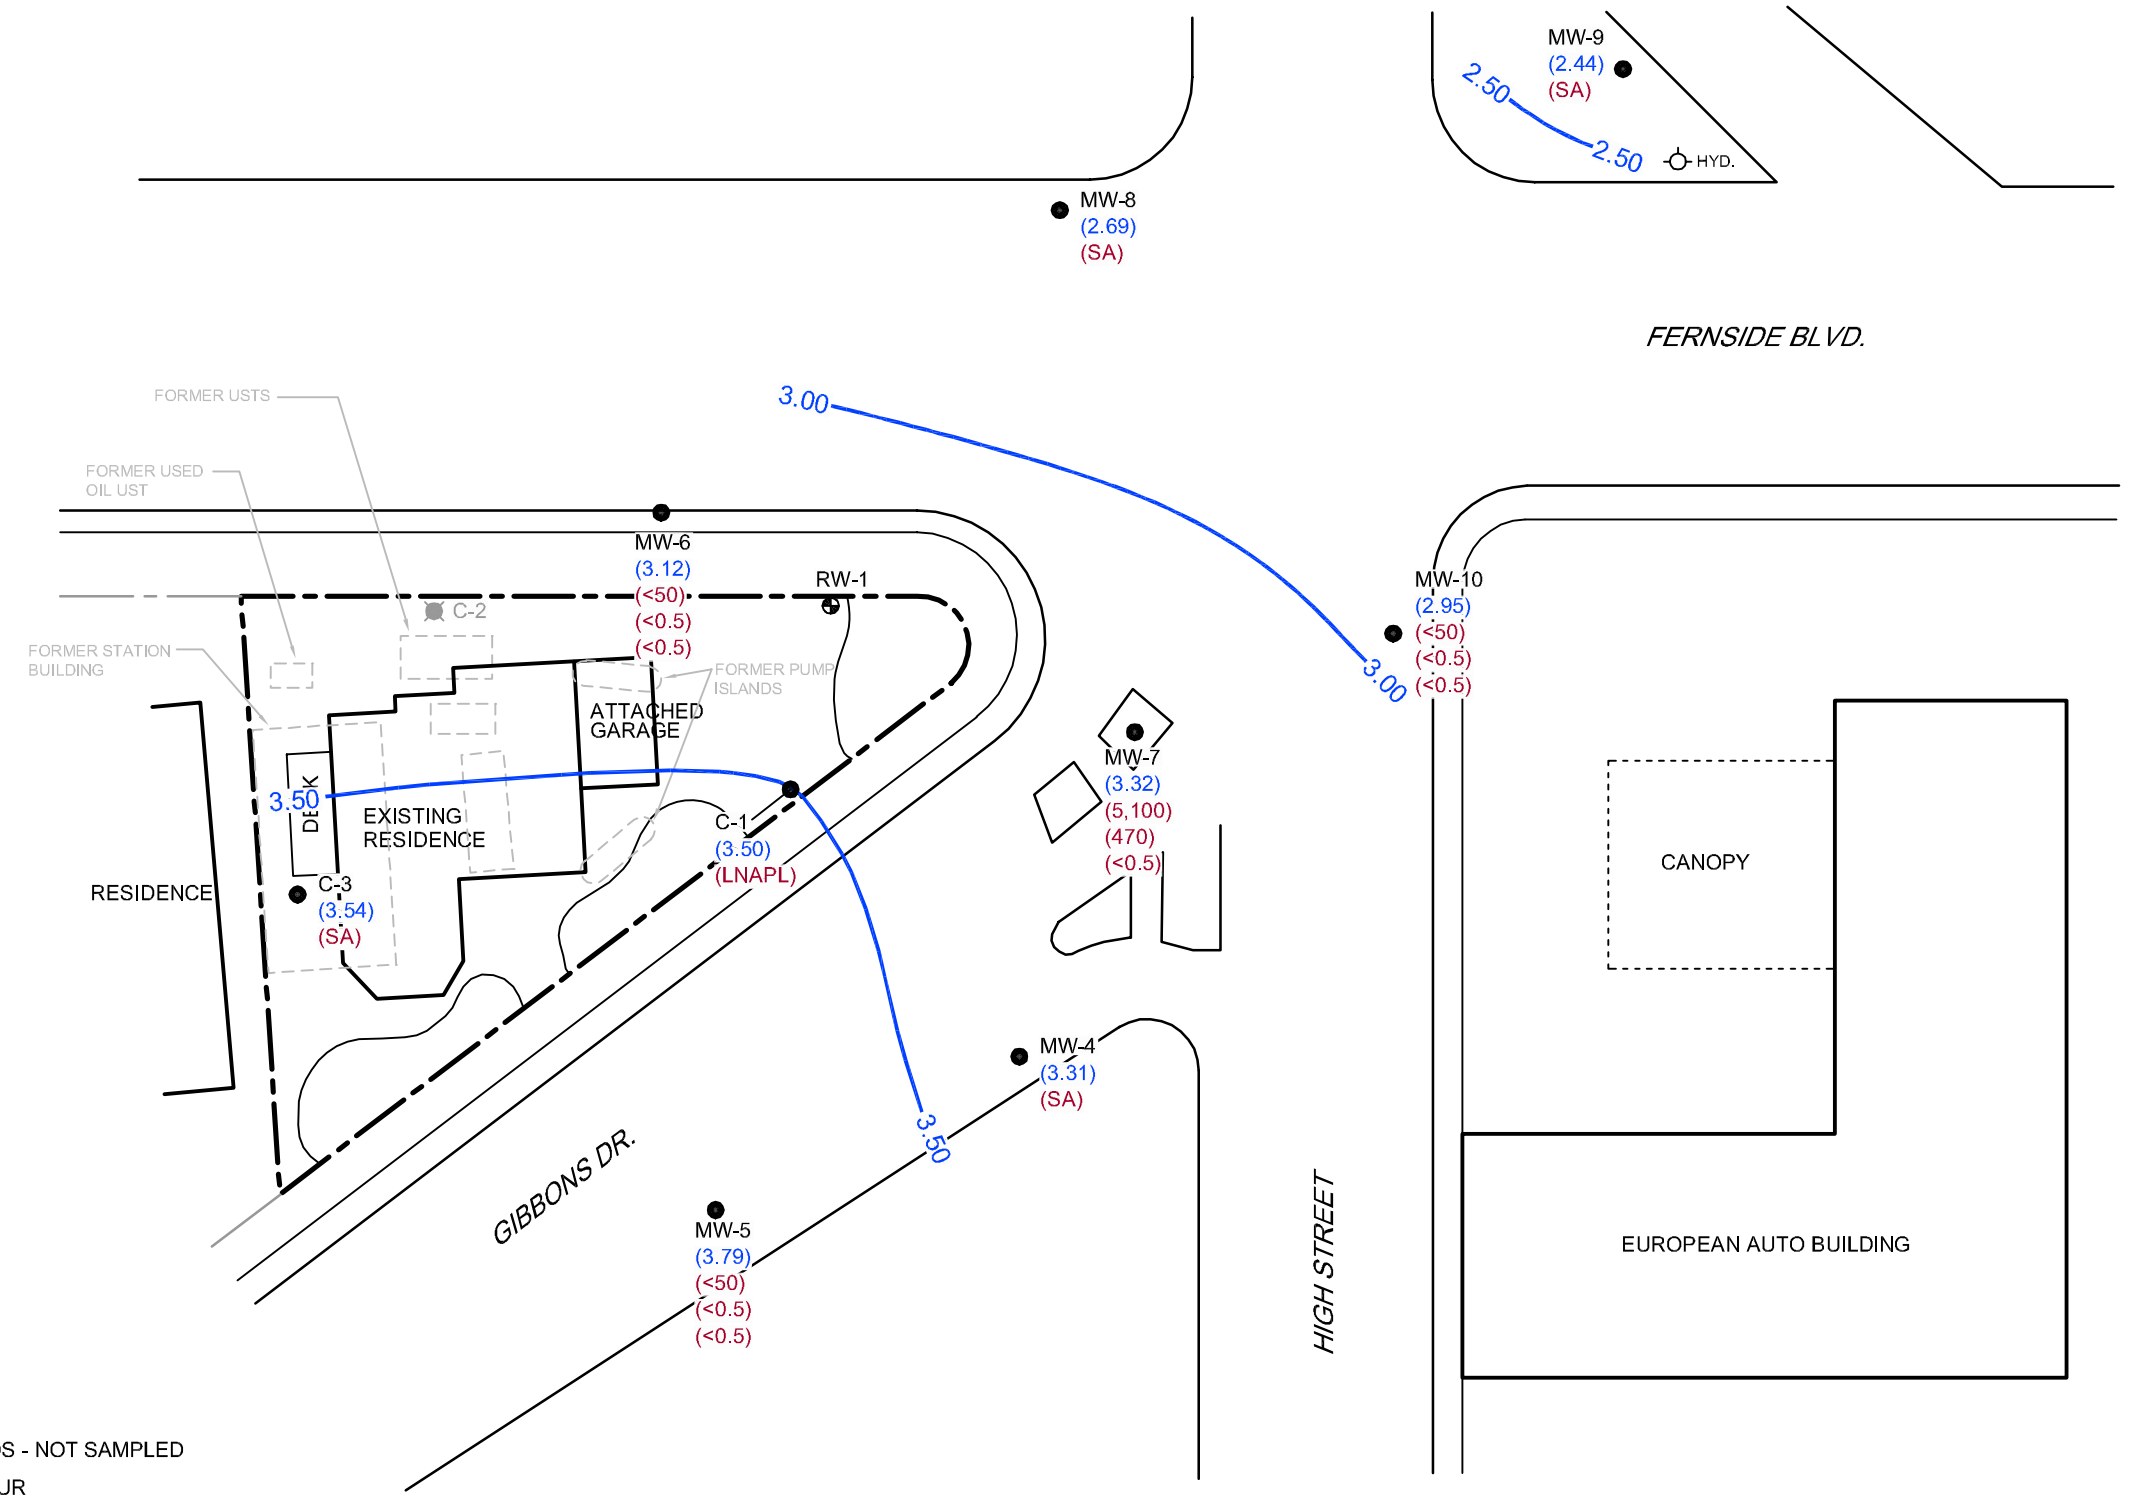 MW-9
(2.44)
(SA)
2.50
2.50
HYD.
MW-8
(2.69)
(SA)
FERNSIDE BLVD.
FORMER USTS
3.00
FORMER USED
OIL UST
MW-6
(3.12)
(<50)
(<0.5)
(<0.5)
RW-1
C-2
MW-10
(2.95)
(<50)
(<0.5)
(<0.5)
3.00
FORMER STATION
BUILDING
FORMER PUMP
ISLANDS
ATTACHED
GARAGE
MW-7
(3.32)
(5,100)
(470)
(<0.5)
3.50
DECK
EXISTING
RESIDENCE
C-1
(3.50)
(LNAPL)
CANOPY
RESIDENCE
C-3
(3.54)
(SA)
MW-4
(3.31)
(SA)
3.50
GIBBONS DR.
MW-5
(3.79)
(<50)
(<0.5)
(<0.5)
HIGH STREET
EUROPEAN AUTO BUILDING
- NOT SAMPLED